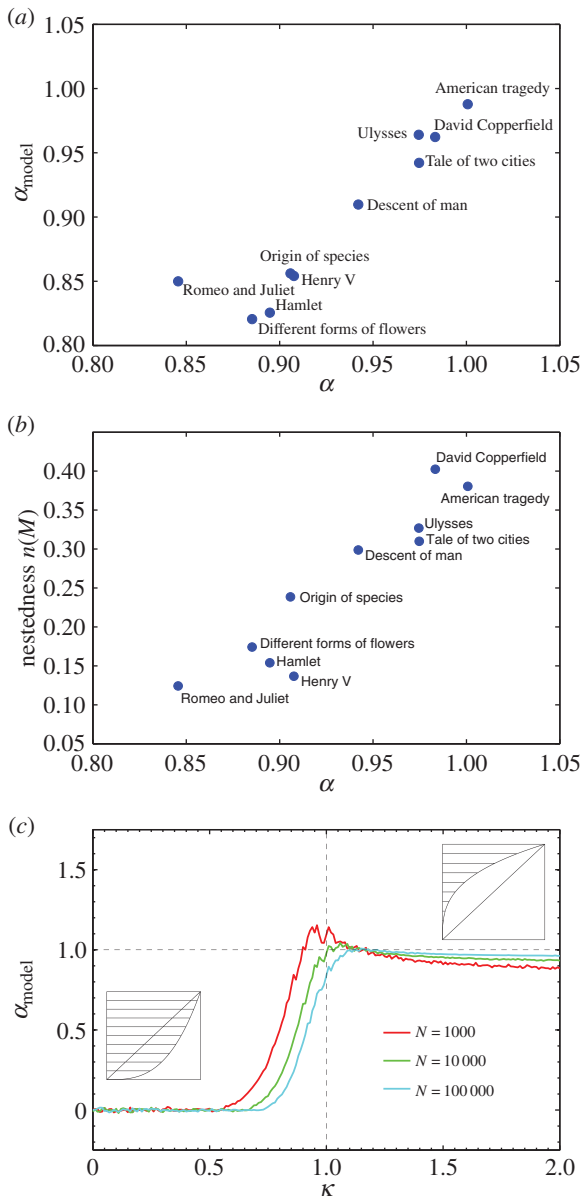 (a)
1.05
1.00
0.95
0.90
0.85
0.80
α_model
American tragedy
Ulysses
David Copperfield
Tale of two cities
Descent of man
Origin of species
Henry V
Romeo and Juliet
Hamlet
Different forms of flowers
0.80 0.85 0.90 0.95 1.00 1.05
α
(b)
0.40
0.35
0.30
0.25
0.20
0.15
0.10
0.05
nestedness n(M)
David Copperfield
American tragedy
Ulysses
Tale of two cities
Descent of man
Origin of species
Different forms of flowers
Hamlet
Henry V
Romeo and Juliet
0.80 0.85 0.90 0.95 1.00 1.05
α
(c)
1.5
1.0
0.5
0
α_model
N = 1000
N = 10 000
N = 100 000
0 0.5 1.0 1.5 2.0
κ